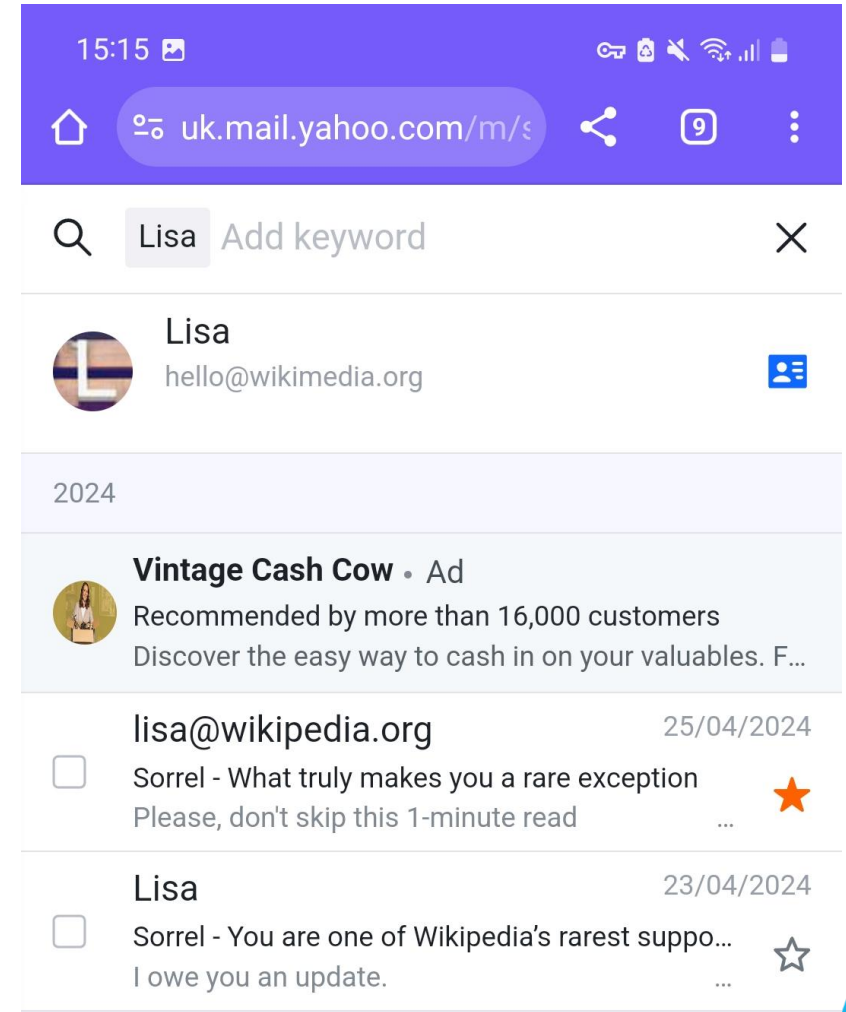 15:15
uk.mail.yahoo.com/m/s
9
Lisa Add keyword
Lisa
hello@wikimedia.org
2024
Vintage Cash Cow • Ad
Recommended by more than 16,000 customers
Discover the easy way to cash in on your valuables. F...
lisa@wikipedia.org 25/04/2024
Sorrel - What truly makes you a rare exception
Please, don't skip this 1-minute read ...
Lisa 23/04/2024
Sorrel - You are one of Wikipedia’s rarest suppo...
I owe you an update. ...